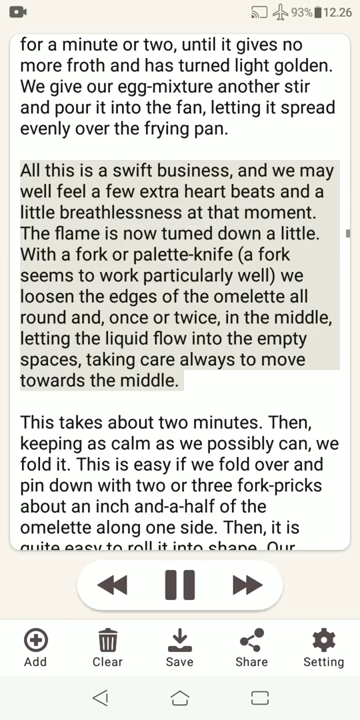 93% 12.26
for a minute or two, until it gives no
more froth and has turned light golden.
We give our egg-mixture another stir
and pour it into the fan, letting it spread
evenly over the frying pan.
All this is a swift business, and we may
well feel a few extra heart beats and a
little breathlessness at that moment.
The flame is now tumed down a little.
With a fork or palette-knife (a fork
seems to work particularly well) we
loosen the edges of the omelette all
round and, once or twice, in the middle,
letting the liquid flow into the empty
spaces, taking care always to move
towards the middle.
This takes about two minutes. Then,
keeping as calm as we possibly can, we
fold it. This is easy if we fold over and
pin down with two or three fork-pricks
about an inch and-a-half of the
omelette along one side. Then, it is
quite easy to roll it into shape. Our
Add Clear Save Share Setting